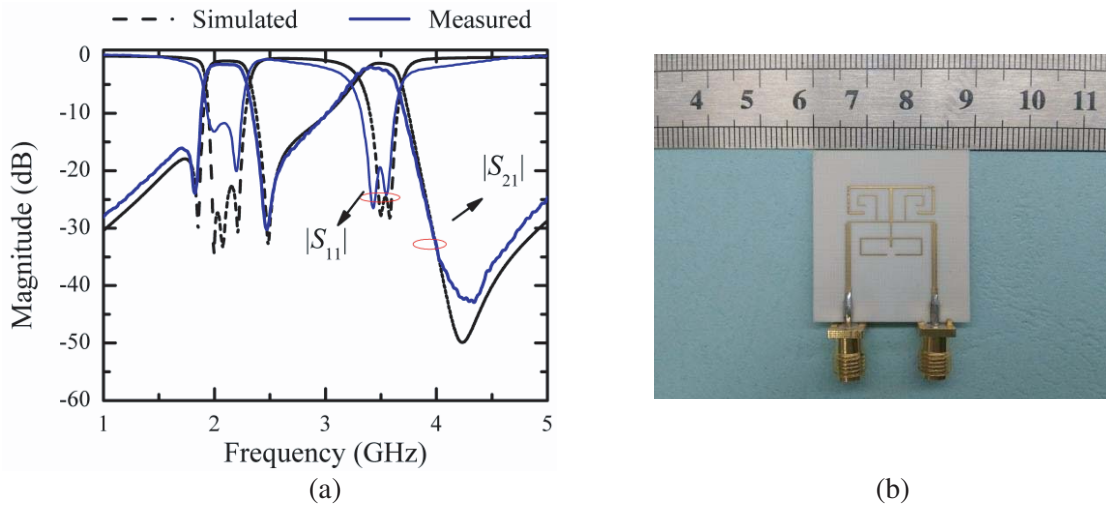 Simulated Measured
0
-10
-20
-30
-40
-50
-60
Magnitude (dB)
|S11|
|S21|
1 2 3 4 5
Frequency (GHz)
(a)
4 5 6 7 8 9 10 11
(b)